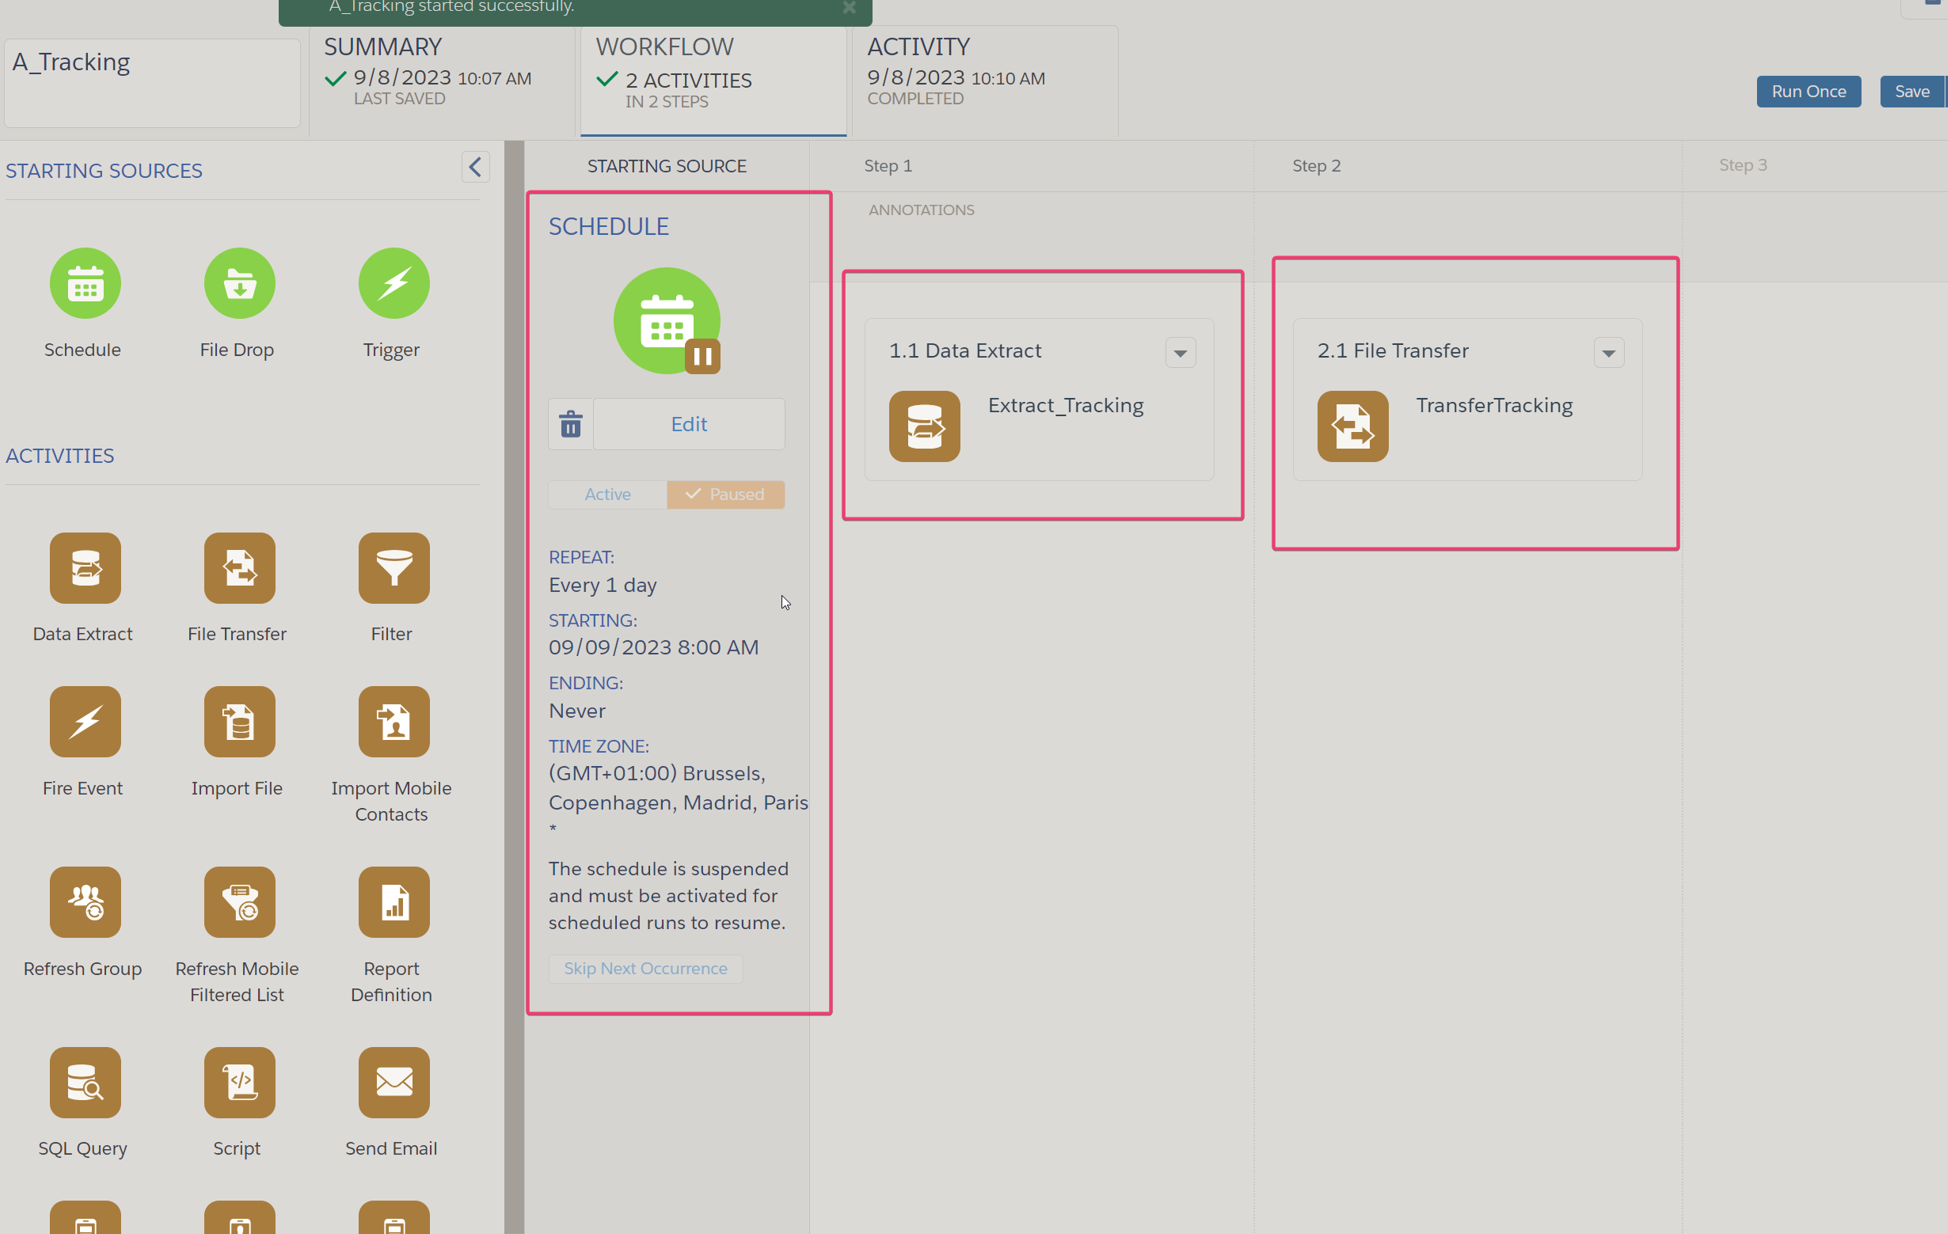 A_Tracking started successfully.
A_Tracking
SUMMARY
9/8/2023 10:07 AM
LAST SAVED
WORKFLOW
2 ACTIVITIES
IN 2 STEPS
ACTIVITY
9/8/2023 10:10 AM
COMPLETED
Run Once
Save
STARTING SOURCES
Schedule
File Drop
Trigger
ACTIVITIES
Data Extract
File Transfer
Filter
Fire Event
Import File
Import Mobile
Contacts
Refresh Group
Refresh Mobile
Filtered List
Report
Definition
SQL Query
Script
Send Email
STARTING SOURCE
SCHEDULE
Edit
Active
Paused
REPEAT:
Every 1 day
STARTING:
09/09/2023 8:00 AM
ENDING:
Never
TIME ZONE:
(GMT+01:00) Brussels,
Copenhagen, Madrid, Paris
*
The schedule is suspended
and must be activated for
scheduled runs to resume.
Skip Next Occurrence
Step 1
ANNOTATIONS
1.1 Data Extract
Extract_Tracking
Step 2
2.1 File Transfer
TransferTracking
Step 3